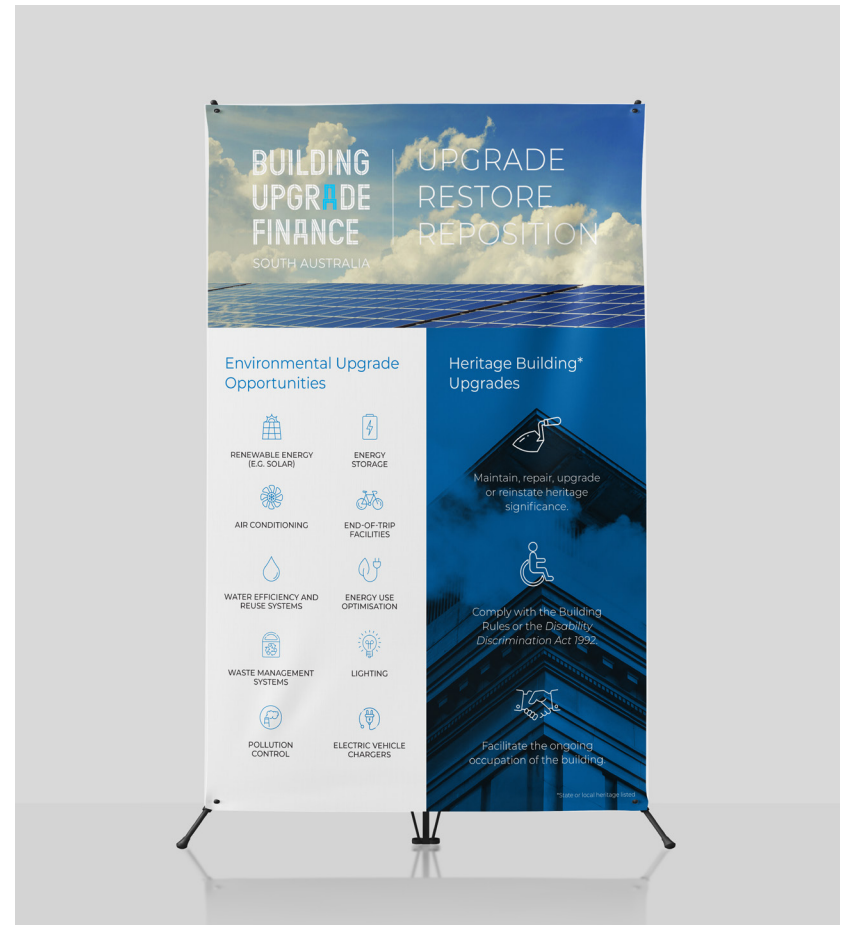 BUILDING
UPGRADE
FINANCE
SOUTH AUSTRALIA
UPGRADE
RESTORE
REPOSITION
Environmental Upgrade
Opportunities
RENEWABLE ENERGY
(E.G. SOLAR)
ENERGY
STORAGE
AIR CONDITIONING
END-OF-TRIP
FACILITIES
WATER EFFICIENCY AND
REUSE SYSTEMS
ENERGY USE
OPTIMISATION
WASTE MANAGEMENT
SYSTEMS
LIGHTING
POLLUTION
CONTROL
ELECTRIC VEHICLE
CHARGERS
Heritage Building*
Upgrades
Maintain, repair, upgrade
or reinstate heritage
significance.
Comply with the Building
Rules or the Disability
Discrimination Act 1992.
Facilitate the ongoing
occupation of the building.
*State or local heritage listed